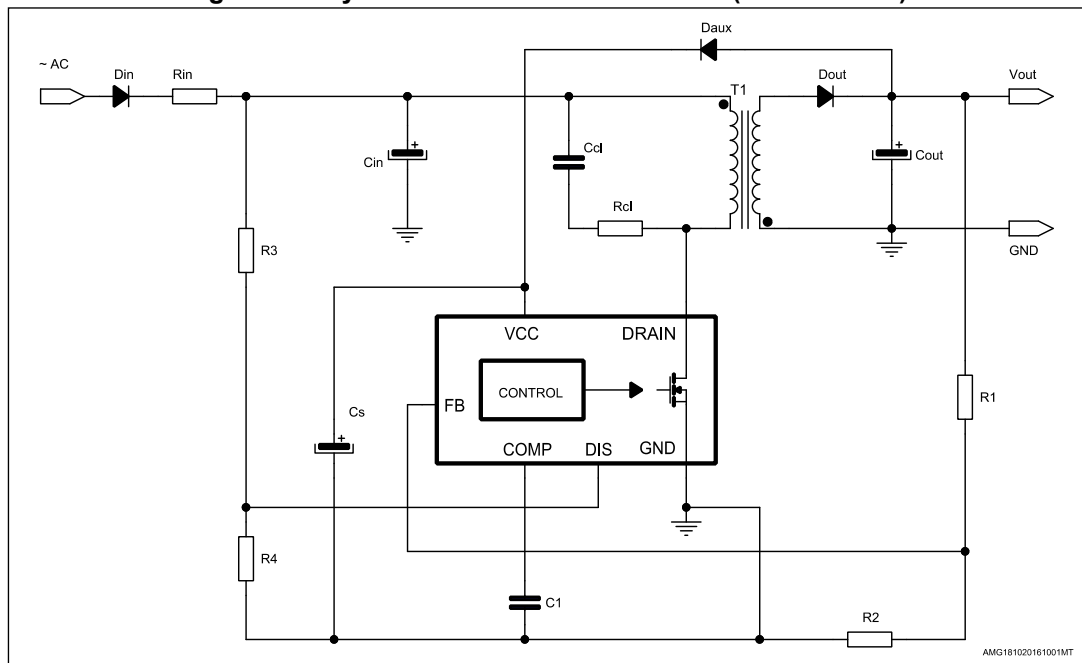 ~ AC
Din
Rin
Daux
T1
Dout
Vout
Cin
Ccl
Cout
Rcl
GND
R3
VCC
DRAIN
CONTROL
FB
R1
Cs
COMP
DIS
GND
R4
C1
R2
AMG181020161001MT